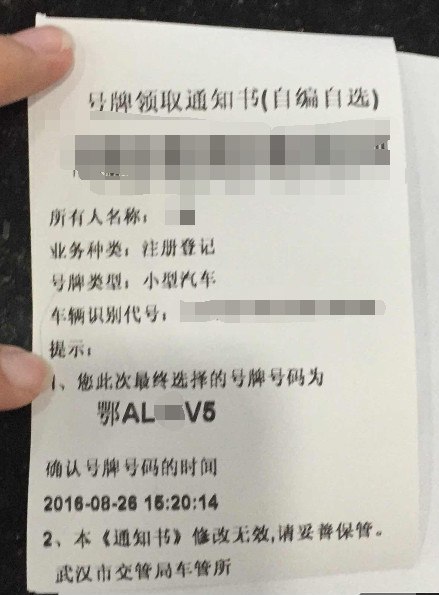 号牌领取通知书(自编自选)
所有人名称：
业务种类：注册登记
号牌类型：小型汽车
车辆识别代号：
提示：
1、您此次最终选择的号牌号码为
鄂AL V5
确认号牌号码的时间
2016-08-26 15:20:14
2、本《通知书》修改无效,请妥善保管。
武汉市交管局车管所